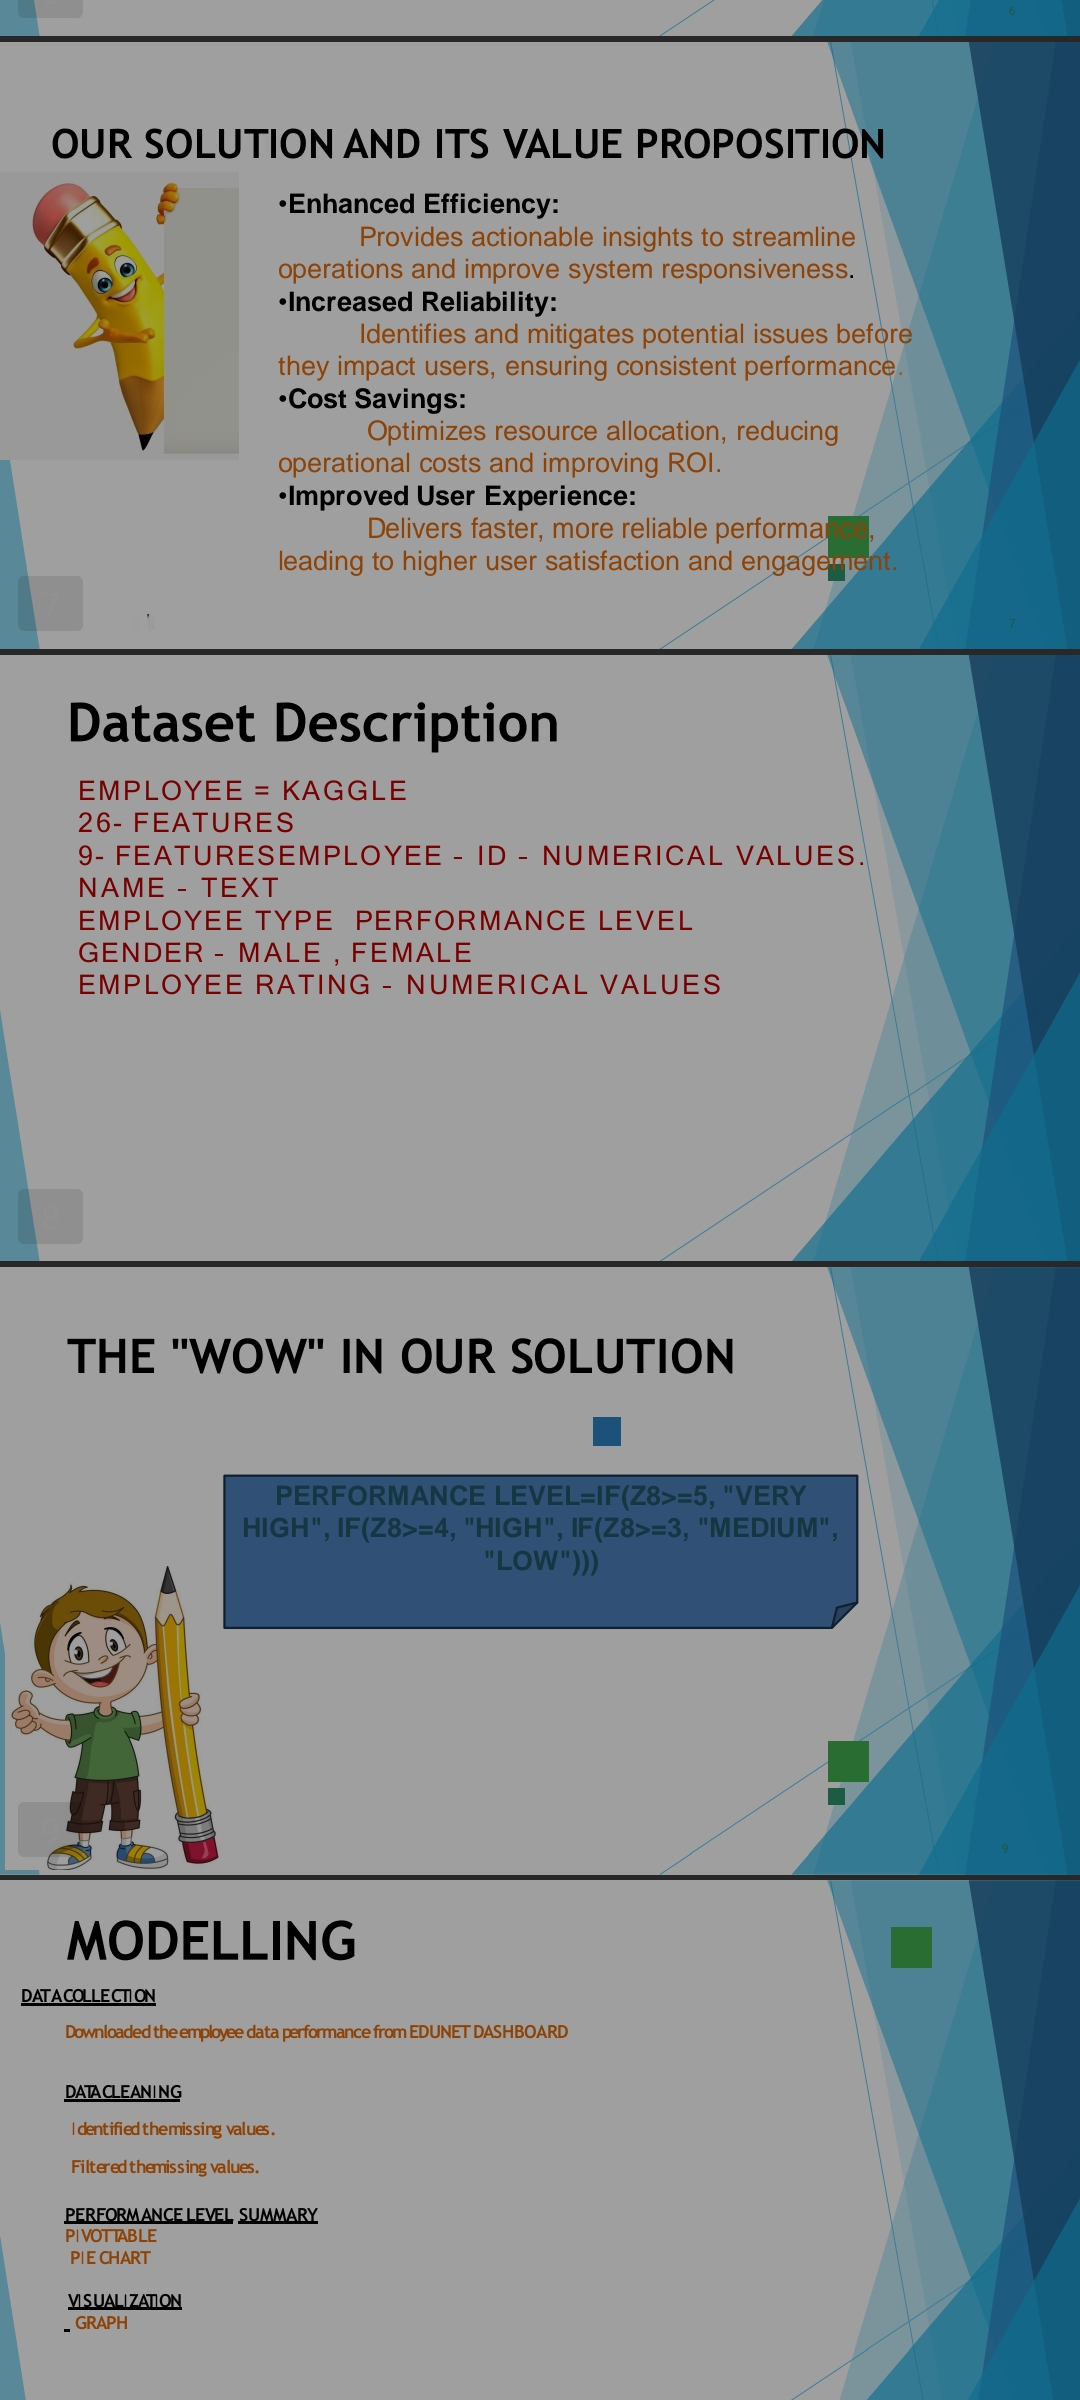 6
OUR SOLUTION AND ITS VALUE PROPOSITION
•Enhanced Efficiency:
Provides actionable insights to streamline
operations and improve system responsiveness.
•Increased Reliability:
Identifies and mitigates potential issues before
they impact users, ensuring consistent performance.
•Cost Savings:
Optimizes resource allocation, reducing
operational costs and improving ROI.
•Improved User Experience:
Delivers faster, more reliable performance,
leading to higher user satisfaction and engagement.
7
7
Dataset Description
EMPLOYEE = KAGGLE
26- FEATURES
9- FEATURESEMPLOYEE - ID - NUMERICAL VALUES.
NAME - TEXT
EMPLOYEE TYPE PERFORMANCE LEVEL
GENDER - MALE , FEMALE
EMPLOYEE RATING - NUMERICAL VALUES
8
THE "WOW" IN OUR SOLUTION
PERFORMANCE LEVEL=IF(Z8>=5, "VERY
HIGH", IF(Z8>=4, "HIGH", IF(Z8>=3, "MEDIUM",
"LOW")))
9
MODELLING
DATA COLLECTION
Downloaded the employee data performance from EDUNET DASHBOARD
DATA CLEANING
Identified the missing values.
Filtered the missing values.
PERFORMANCE LEVEL SUMMARY
PIVOT TABLE
PIE CHART
VISUALIZATION
GRAPH